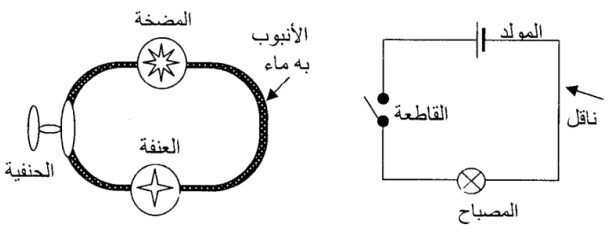 المضخة
الأنبوب
به ماء
العنفة
الحنفية
المولد
القاطعة
ناقل
المصباح